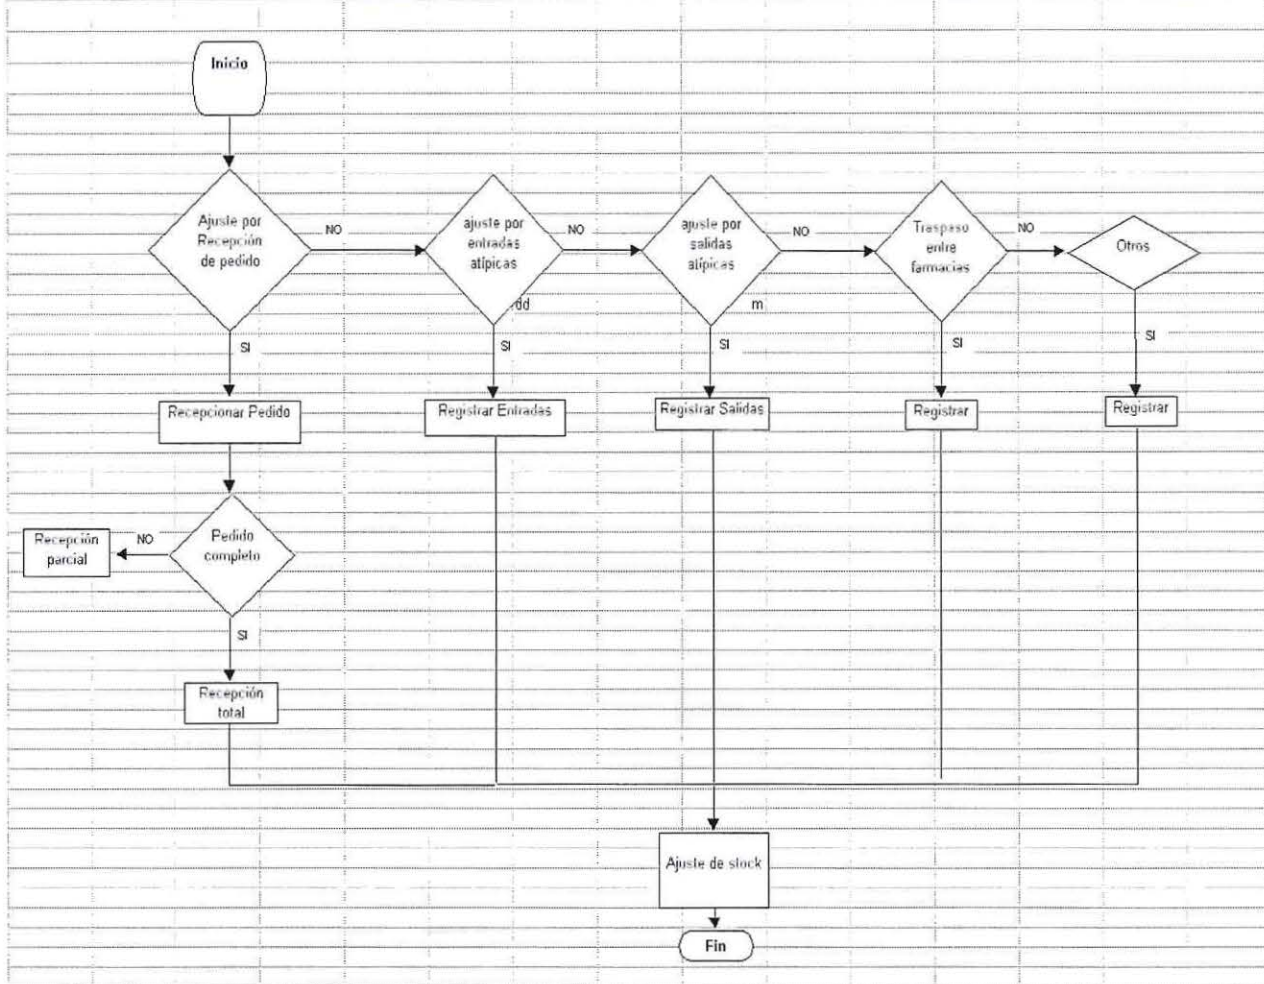 Inicio
Ajuste por
Recepción
de pedido
NO
ajuste por
entradas
atípicas
dd
NO
ajuste por
salidas
atípicas
m
NO
Traspaso
entre
farmacias
NO
Otros
SI
SI
SI
SI
SI
Recepcionar Pedido
Registrar Entradas
Registrar Salidas
Registrar
Registrar
Pedido
completo
NO
Recepción
parcial
SI
Recepción
total
Ajuste de stock
Fin